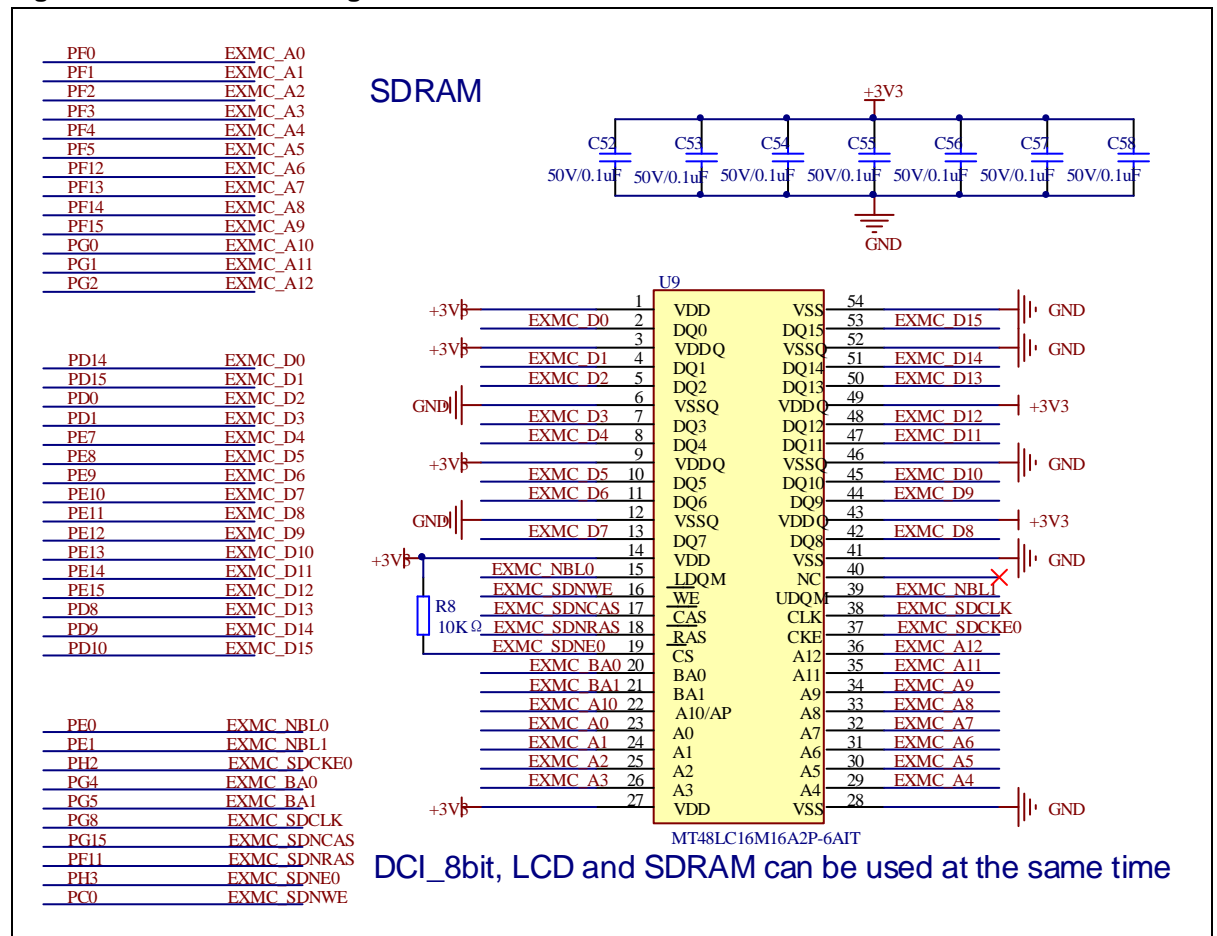 PF0 EXMC_A0
PF1 EXMC_A1
PF2 EXMC_A2
PF3 EXMC_A3
PF4 EXMC_A4
PF5 EXMC_A5
PF12 EXMC_A6
PF13 EXMC_A7
PF14 EXMC_A8
PF15 EXMC_A9
PG0 EXMC_A10
PG1 EXMC_A11
PG2 EXMC_A12
PD14 EXMC_D0
PD15 EXMC_D1
PD0 EXMC_D2
PD1 EXMC_D3
PE7 EXMC_D4
PE8 EXMC_D5
PE9 EXMC_D6
PE10 EXMC_D7
PE11 EXMC_D8
PE12 EXMC_D9
PE13 EXMC_D10
PE14 EXMC_D11
PE15 EXMC_D12
PD8 EXMC_D13
PD9 EXMC_D14
PD10 EXMC_D15
PE0 EXMC_NBL0
PE1 EXMC_NBL1
PH2 EXMC_SDCKE0
PG4 EXMC_BA0
PG5 EXMC_BA1
PG8 EXMC_SDCLK
PG15 EXMC_SDNCAS
PF11 EXMC_SDNRAS
PH3 EXMC_SDNE0
PC0 EXMC_SDNWE
SDRAM
+3V3
C52 C53 C54 C55 C56 C57 C58
50V/0.1uF 50V/0.1uF 50V/0.1uF 50V/0.1uF 50V/0.1uF 50V/0.1uF 50V/0.1uF
GND
U9
+3V3 1 VDD VSS 54 GND
EXMC_D0 2 DQ0 DQ15 53 EXMC_D15
+3V3 3 VDDQ VSSQ 52 GND
EXMC_D1 4 DQ1 DQ14 51 EXMC_D14
EXMC_D2 5 DQ2 DQ13 50 EXMC_D13
GND 6 VSSQ VDDQ 49 +3V3
EXMC_D3 7 DQ3 DQ12 48 EXMC_D12
EXMC_D4 8 DQ4 DQ11 47 EXMC_D11
+3V3 9 VDDQ VSSQ 46 GND
EXMC_D5 10 DQ5 DQ10 45 EXMC_D10
EXMC_D6 11 DQ6 DQ9 44 EXMC_D9
GND 12 VSSQ VDDQ 43 +3V3
EXMC_D7 13 DQ7 DQ8 42 EXMC_D8
+3V3 14 VDD VSS 41 GND
EXMC_NBL0 15 LDQM NC 40
EXMC_SDNWE 16 WE UDQM 39 EXMC_NBL1
R8 EXMC_SDNCAS 17 CAS CLK 38 EXMC_SDCLK
10KΩ EXMC_SDNRAS 18 RAS CKE 37 EXMC_SDCKE0
EXMC_SDNE0 19 CS A12 36 EXMC_A12
EXMC_BA0 20 BA0 A11 35 EXMC_A11
EXMC_BA1 21 BA1 A9 34 EXMC_A9
EXMC_A10 22 A10/AP A8 33 EXMC_A8
EXMC_A0 23 A0 A7 32 EXMC_A7
EXMC_A1 24 A1 A6 31 EXMC_A6
EXMC_A2 25 A2 A5 30 EXMC_A5
EXMC_A3 26 A3 A4 29 EXMC_A4
+3V3 27 VDD VSS 28 GND
MT48LC16M16A2P-6AIT
DCI_8bit, LCD and SDRAM can be used at the same time